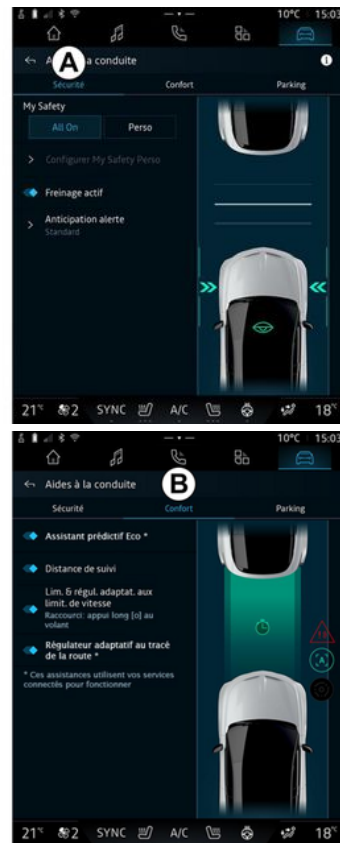 10°C 15:03
A
A la conduite
Sécurité Confort Parking
My Safety
All On Perso
Configurer My Safety Perso
Freinage actif
Anticipation alerte
Standard
21°C 2 SYNC A/C 18°C
10°C 15:03
B
Aides à la conduite
Sécurité Confort Parking
Assistant prédictif Eco *
Distance de suivi
Lim. & régul. adaptat. aux
limit. de vitesse
Raccourci: appui long [o] au
volant
Régulateur adaptatif au tracé
de la route *
* Ces assistances utilisent vos services
connectés pour fonctionner
21°C 2 SYNC A/C 18°C